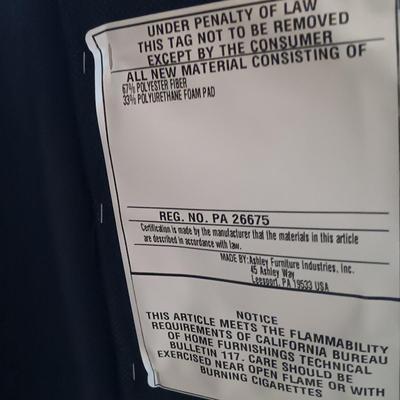 UNDER PENALTY OF LAW
THIS TAG NOT TO BE REMOVED
EXCEPT BY THE CONSUMER
ALL NEW MATERIAL CONSISTING OF
67% POLYESTER FIBER
33% POLYURETHANE FOAM PAD
REG. NO. PA 26675
Certification is made by the manufacturer that the materials in this article
are described in accordance with law.
MADE BY: Ashley Furniture Industries, Inc.
45 Ashley Way
Leesport, PA 19533 USA
NOTICE
THIS ARTICLE MEETS THE FLAMMABILITY
REQUIREMENTS OF CALIFORNIA BUREAU
OF HOME FURNISHINGS TECHNICAL
BULLETIN 117. CARE SHOULD BE
EXERCISED NEAR OPEN FLAME OR WITH
BURNING CIGARETTES